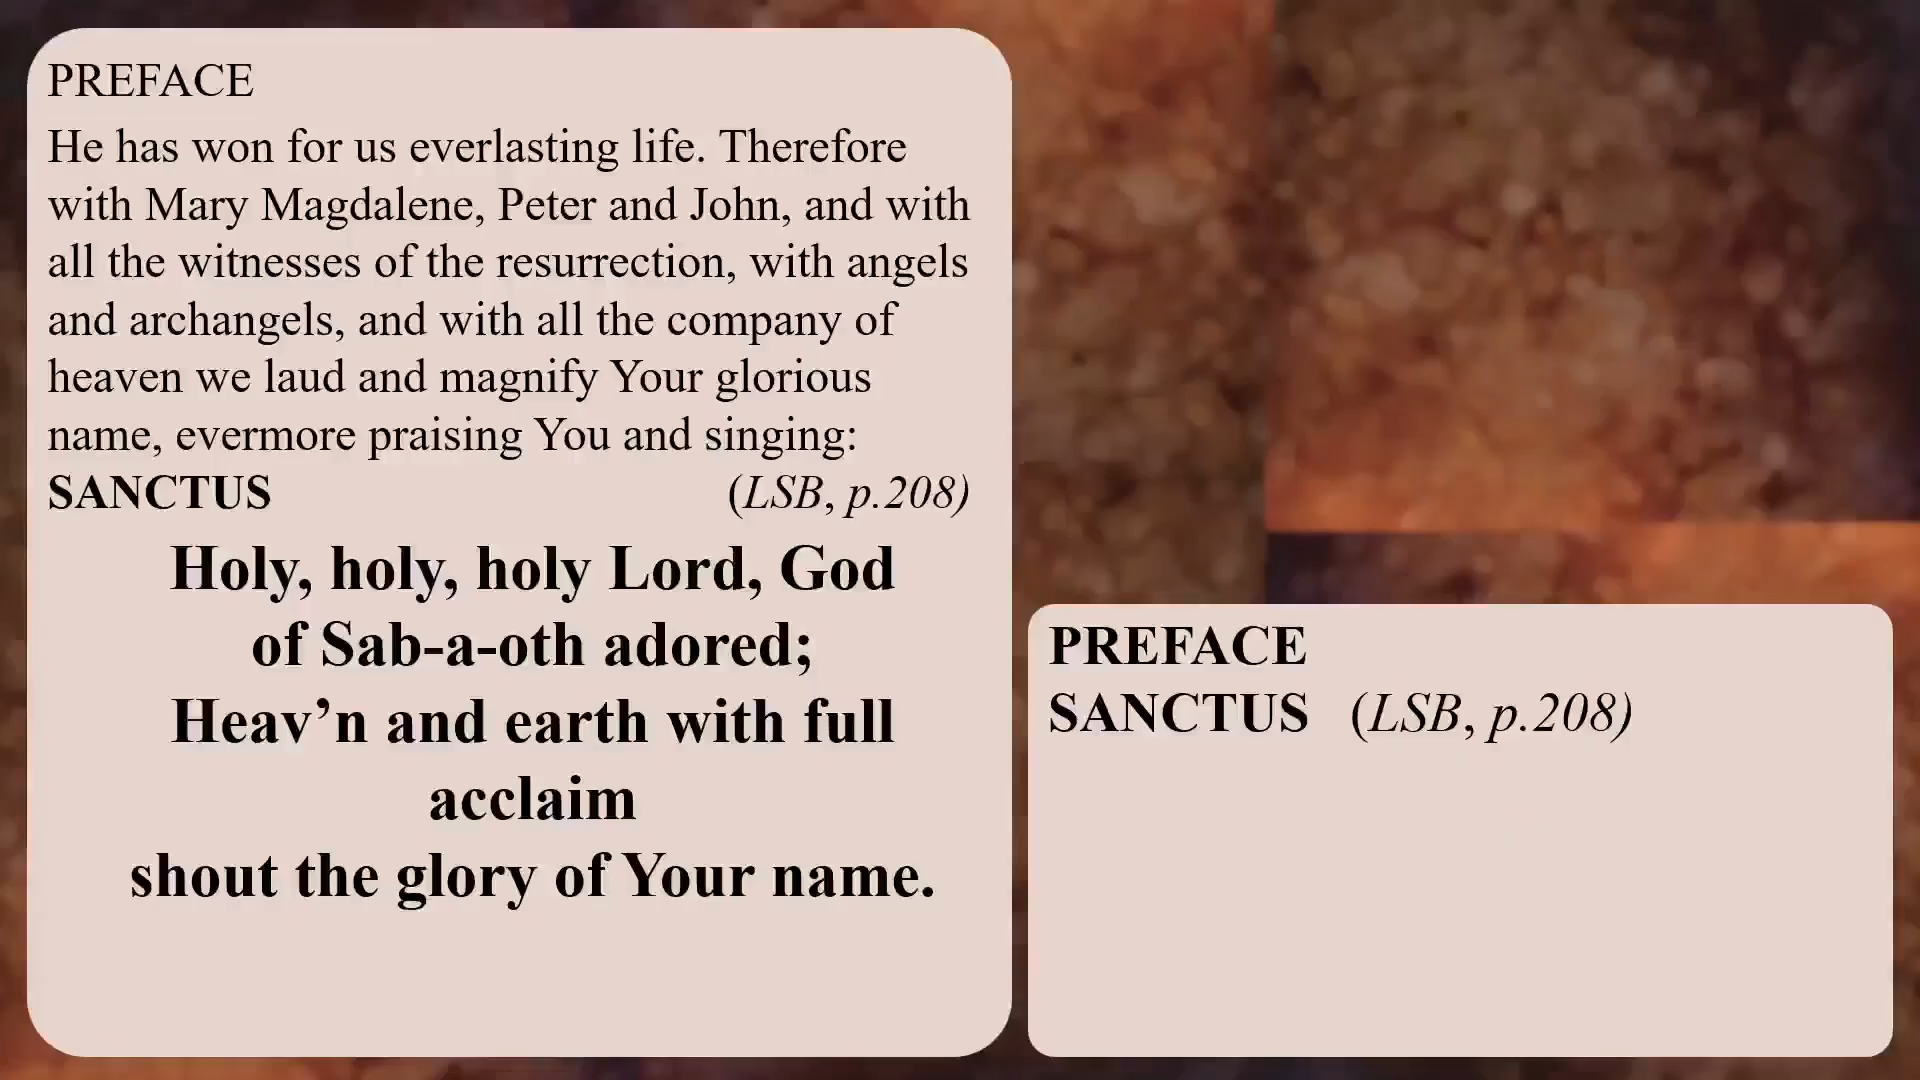 PREFACE
He has won for us everlasting life. Therefore
with Mary Magdalene, Peter and John, and with
all the witnesses of the resurrection, with angels
and archangels, and with all the company of
heaven we laud and magnify Your glorious
name, evermore praising You and singing:
SANCTUS (LSB, p.208)
Holy, holy, holy Lord, God
of Sab-a-oth adored;
Heav’n and earth with full
acclaim
shout the glory of Your name.
PREFACE
SANCTUS (LSB, p.208)